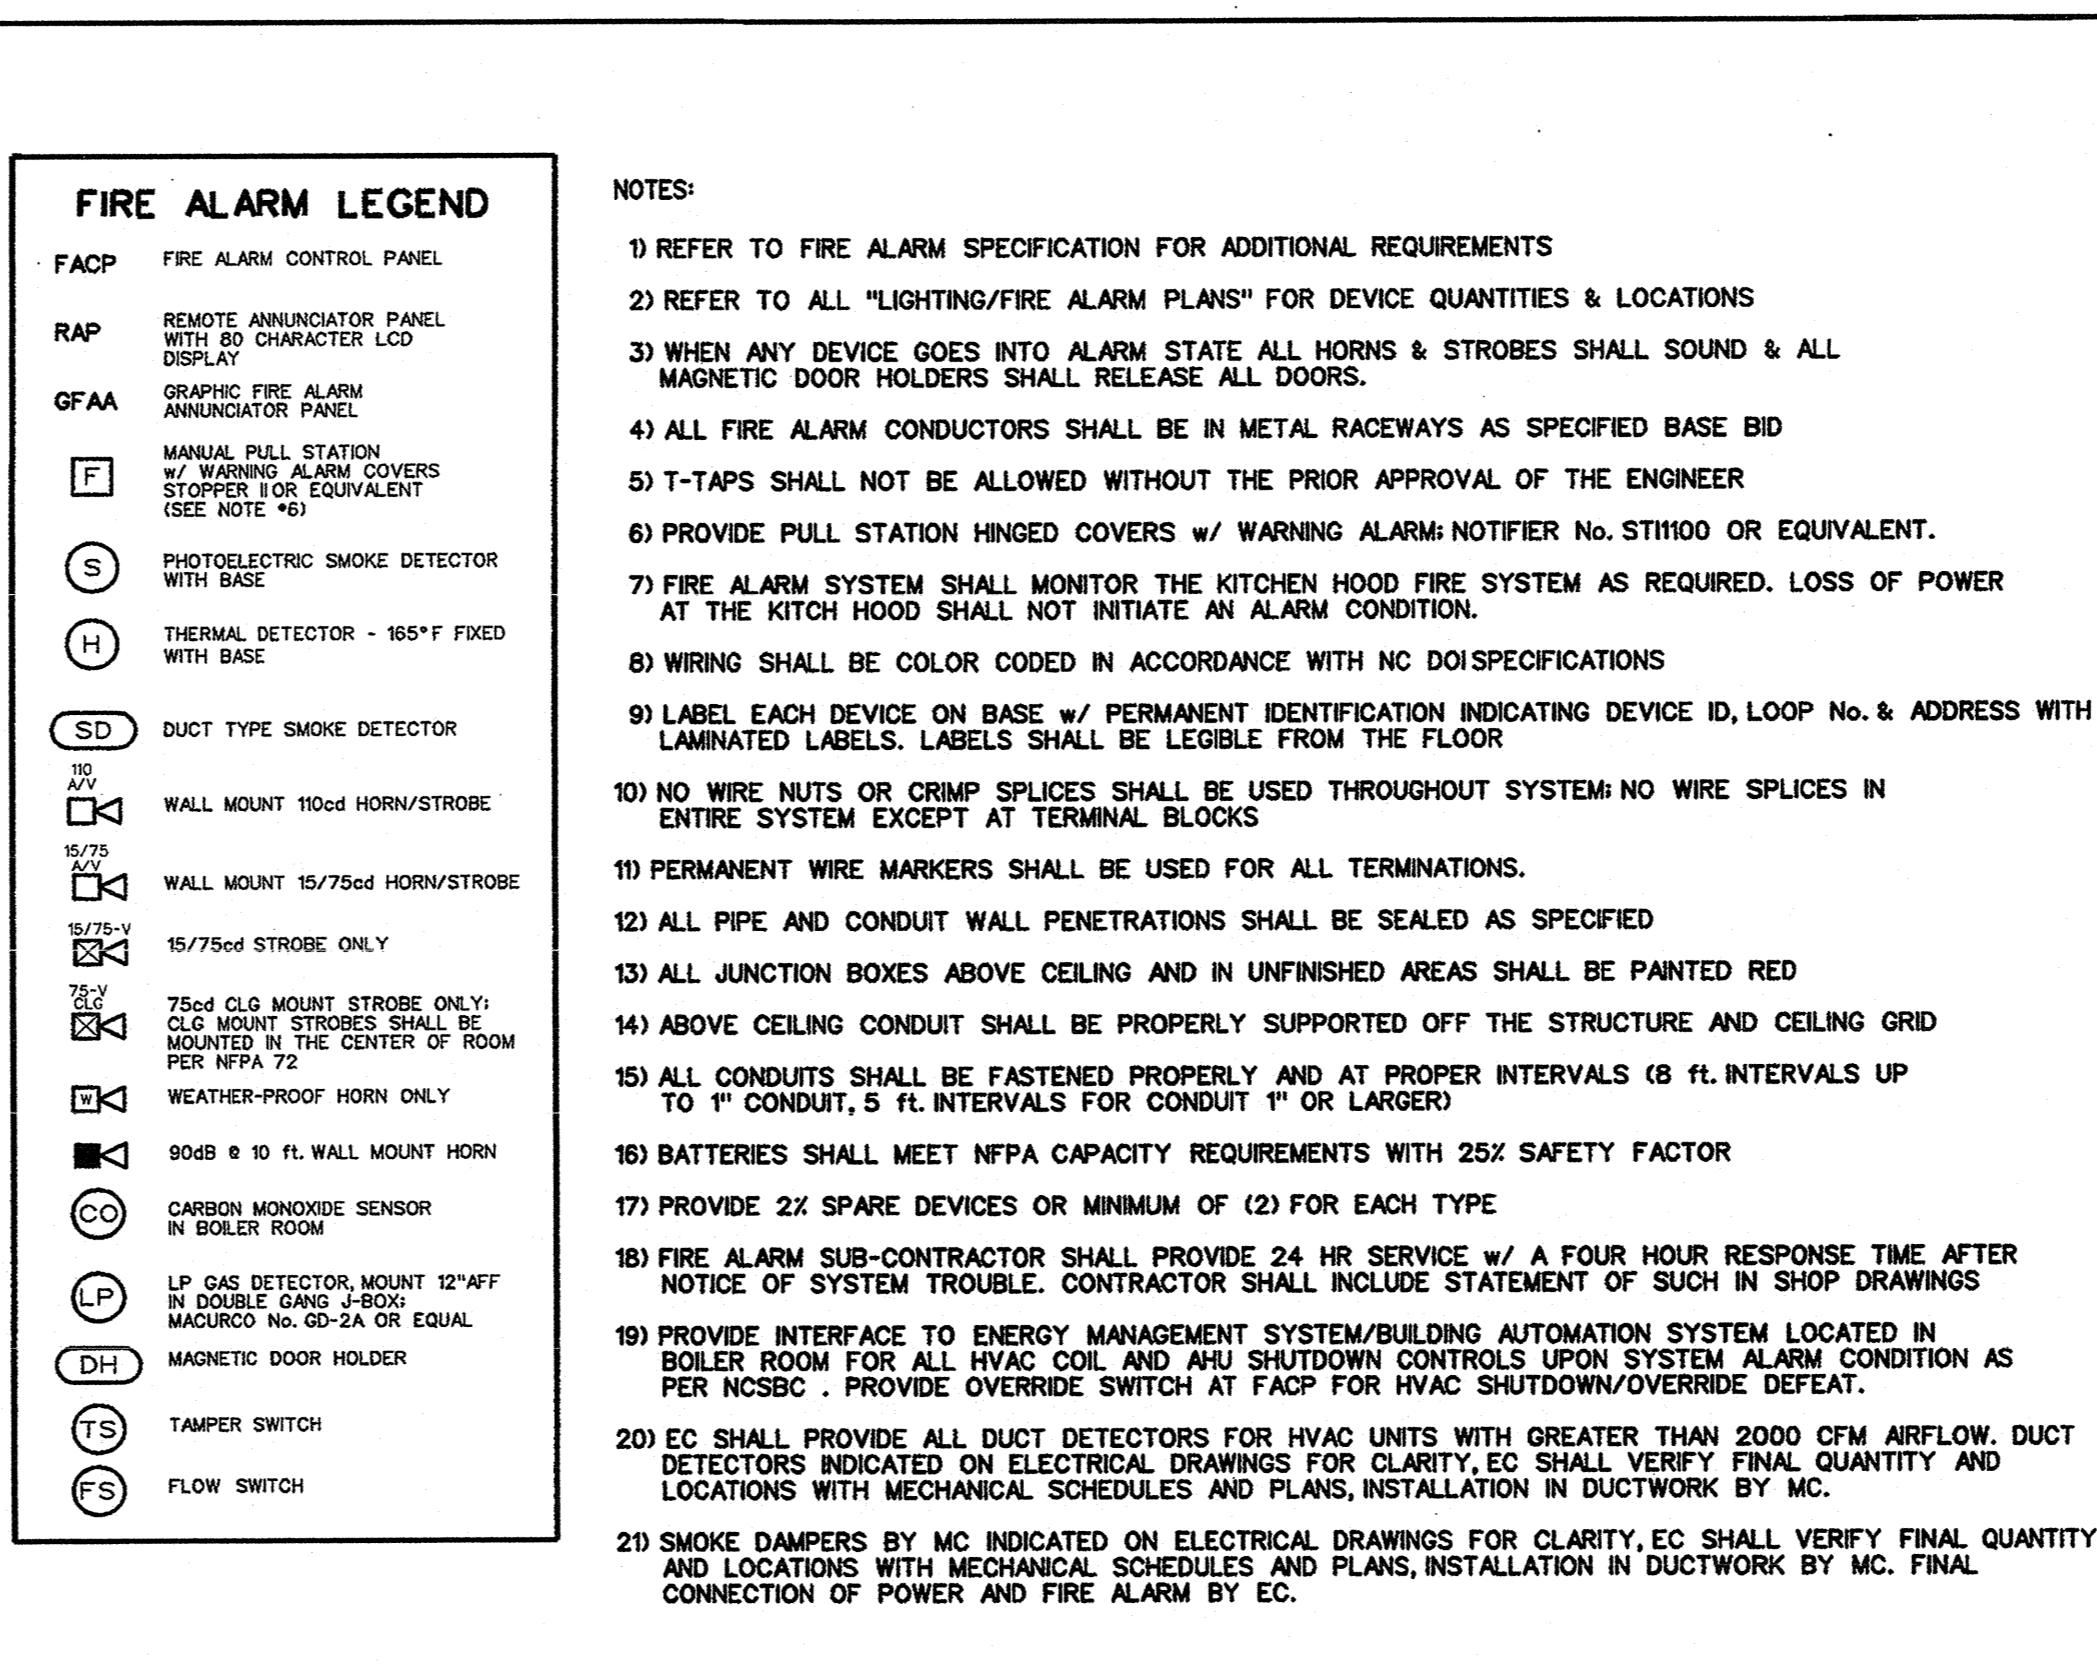 FIRE ALARM LEGEND
FACP FIRE ALARM CONTROL PANEL
RAP REMOTE ANNUNCIATOR PANEL
WITH 80 CHARACTER LCD
DISPLAY
GFAA GRAPHIC FIRE ALARM
ANNUNCIATOR PANEL
F MANUAL PULL STATION
w/ WARNING ALARM COVERS
STOPPER II OR EQUIVALENT
(SEE NOTE #6)
S PHOTOELECTRIC SMOKE DETECTOR
WITH BASE
H THERMAL DETECTOR - 165°F FIXED
WITH BASE
SD DUCT TYPE SMOKE DETECTOR
110
A/V
WALL MOUNT 110cd HORN/STROBE
15/75
A/V
WALL MOUNT 15/75cd HORN/STROBE
15/75-V
15/75cd STROBE ONLY
75-V
CLG
75cd CLG MOUNT STROBE ONLY;
CLG MOUNT STROBES SHALL BE
MOUNTED IN THE CENTER OF ROOM
PER NFPA 72
W WEATHER-PROOF HORN ONLY
90dB @ 10 ft. WALL MOUNT HORN
CO CARBON MONOXIDE SENSOR
IN BOILER ROOM
LP LP GAS DETECTOR, MOUNT 12"AFF
IN DOUBLE GANG J-BOX;
MACURCO No. GD-2A OR EQUAL
DH MAGNETIC DOOR HOLDER
TS TAMPER SWITCH
FS FLOW SWITCH
NOTES:
1) REFER TO FIRE ALARM SPECIFICATION FOR ADDITIONAL REQUIREMENTS
2) REFER TO ALL "LIGHTING/FIRE ALARM PLANS" FOR DEVICE QUANTITIES & LOCATIONS
3) WHEN ANY DEVICE GOES INTO ALARM STATE ALL HORNS & STROBES SHALL SOUND & ALL
MAGNETIC DOOR HOLDERS SHALL RELEASE ALL DOORS.
4) ALL FIRE ALARM CONDUCTORS SHALL BE IN METAL RACEWAYS AS SPECIFIED BASE BID
5) T-TAPS SHALL NOT BE ALLOWED WITHOUT THE PRIOR APPROVAL OF THE ENGINEER
6) PROVIDE PULL STATION HINGED COVERS w/ WARNING ALARM; NOTIFIER No. STI1100 OR EQUIVALENT.
7) FIRE ALARM SYSTEM SHALL MONITOR THE KITCHEN HOOD FIRE SYSTEM AS REQUIRED. LOSS OF POWER
AT THE KITCH HOOD SHALL NOT INITIATE AN ALARM CONDITION.
8) WIRING SHALL BE COLOR CODED IN ACCORDANCE WITH NC DOI SPECIFICATIONS
9) LABEL EACH DEVICE ON BASE w/ PERMANENT IDENTIFICATION INDICATING DEVICE ID, LOOP No. & ADDRESS WITH
LAMINATED LABELS. LABELS SHALL BE LEGIBLE FROM THE FLOOR
10) NO WIRE NUTS OR CRIMP SPLICES SHALL BE USED THROUGHOUT SYSTEM; NO WIRE SPLICES IN
ENTIRE SYSTEM EXCEPT AT TERMINAL BLOCKS
11) PERMANENT WIRE MARKERS SHALL BE USED FOR ALL TERMINATIONS.
12) ALL PIPE AND CONDUIT WALL PENETRATIONS SHALL BE SEALED AS SPECIFIED
13) ALL JUNCTION BOXES ABOVE CEILING AND IN UNFINISHED AREAS SHALL BE PAINTED RED
14) ABOVE CEILING CONDUIT SHALL BE PROPERLY SUPPORTED OFF THE STRUCTURE AND CEILING GRID
15) ALL CONDUITS SHALL BE FASTENED PROPERLY AND AT PROPER INTERVALS (8 ft. INTERVALS UP
TO 1" CONDUIT, 5 ft. INTERVALS FOR CONDUIT 1" OR LARGER)
16) BATTERIES SHALL MEET NFPA CAPACITY REQUIREMENTS WITH 25% SAFETY FACTOR
17) PROVIDE 2% SPARE DEVICES OR MINIMUM OF (2) FOR EACH TYPE
18) FIRE ALARM SUB-CONTRACTOR SHALL PROVIDE 24 HR SERVICE w/ A FOUR HOUR RESPONSE TIME AFTER
NOTICE OF SYSTEM TROUBLE. CONTRACTOR SHALL INCLUDE STATEMENT OF SUCH IN SHOP DRAWINGS
19) PROVIDE INTERFACE TO ENERGY MANAGEMENT SYSTEM/BUILDING AUTOMATION SYSTEM LOCATED IN
BOILER ROOM FOR ALL HVAC COIL AND AHU SHUTDOWN CONTROLS UPON SYSTEM ALARM CONDITION AS
PER NCSBC . PROVIDE OVERRIDE SWITCH AT FACP FOR HVAC SHUTDOWN/OVERRIDE DEFEAT.
20) EC SHALL PROVIDE ALL DUCT DETECTORS FOR HVAC UNITS WITH GREATER THAN 2000 CFM AIRFLOW. DUCT
DETECTORS INDICATED ON ELECTRICAL DRAWINGS FOR CLARITY, EC SHALL VERIFY FINAL QUANTITY AND
LOCATIONS WITH MECHANICAL SCHEDULES AND PLANS, INSTALLATION IN DUCTWORK BY MC.
21) SMOKE DAMPERS BY MC INDICATED ON ELECTRICAL DRAWINGS FOR CLARITY, EC SHALL VERIFY FINAL QUANTITY
AND LOCATIONS WITH MECHANICAL SCHEDULES AND PLANS, INSTALLATION IN DUCTWORK BY MC. FINAL
CONNECTION OF POWER AND FIRE ALARM BY EC.